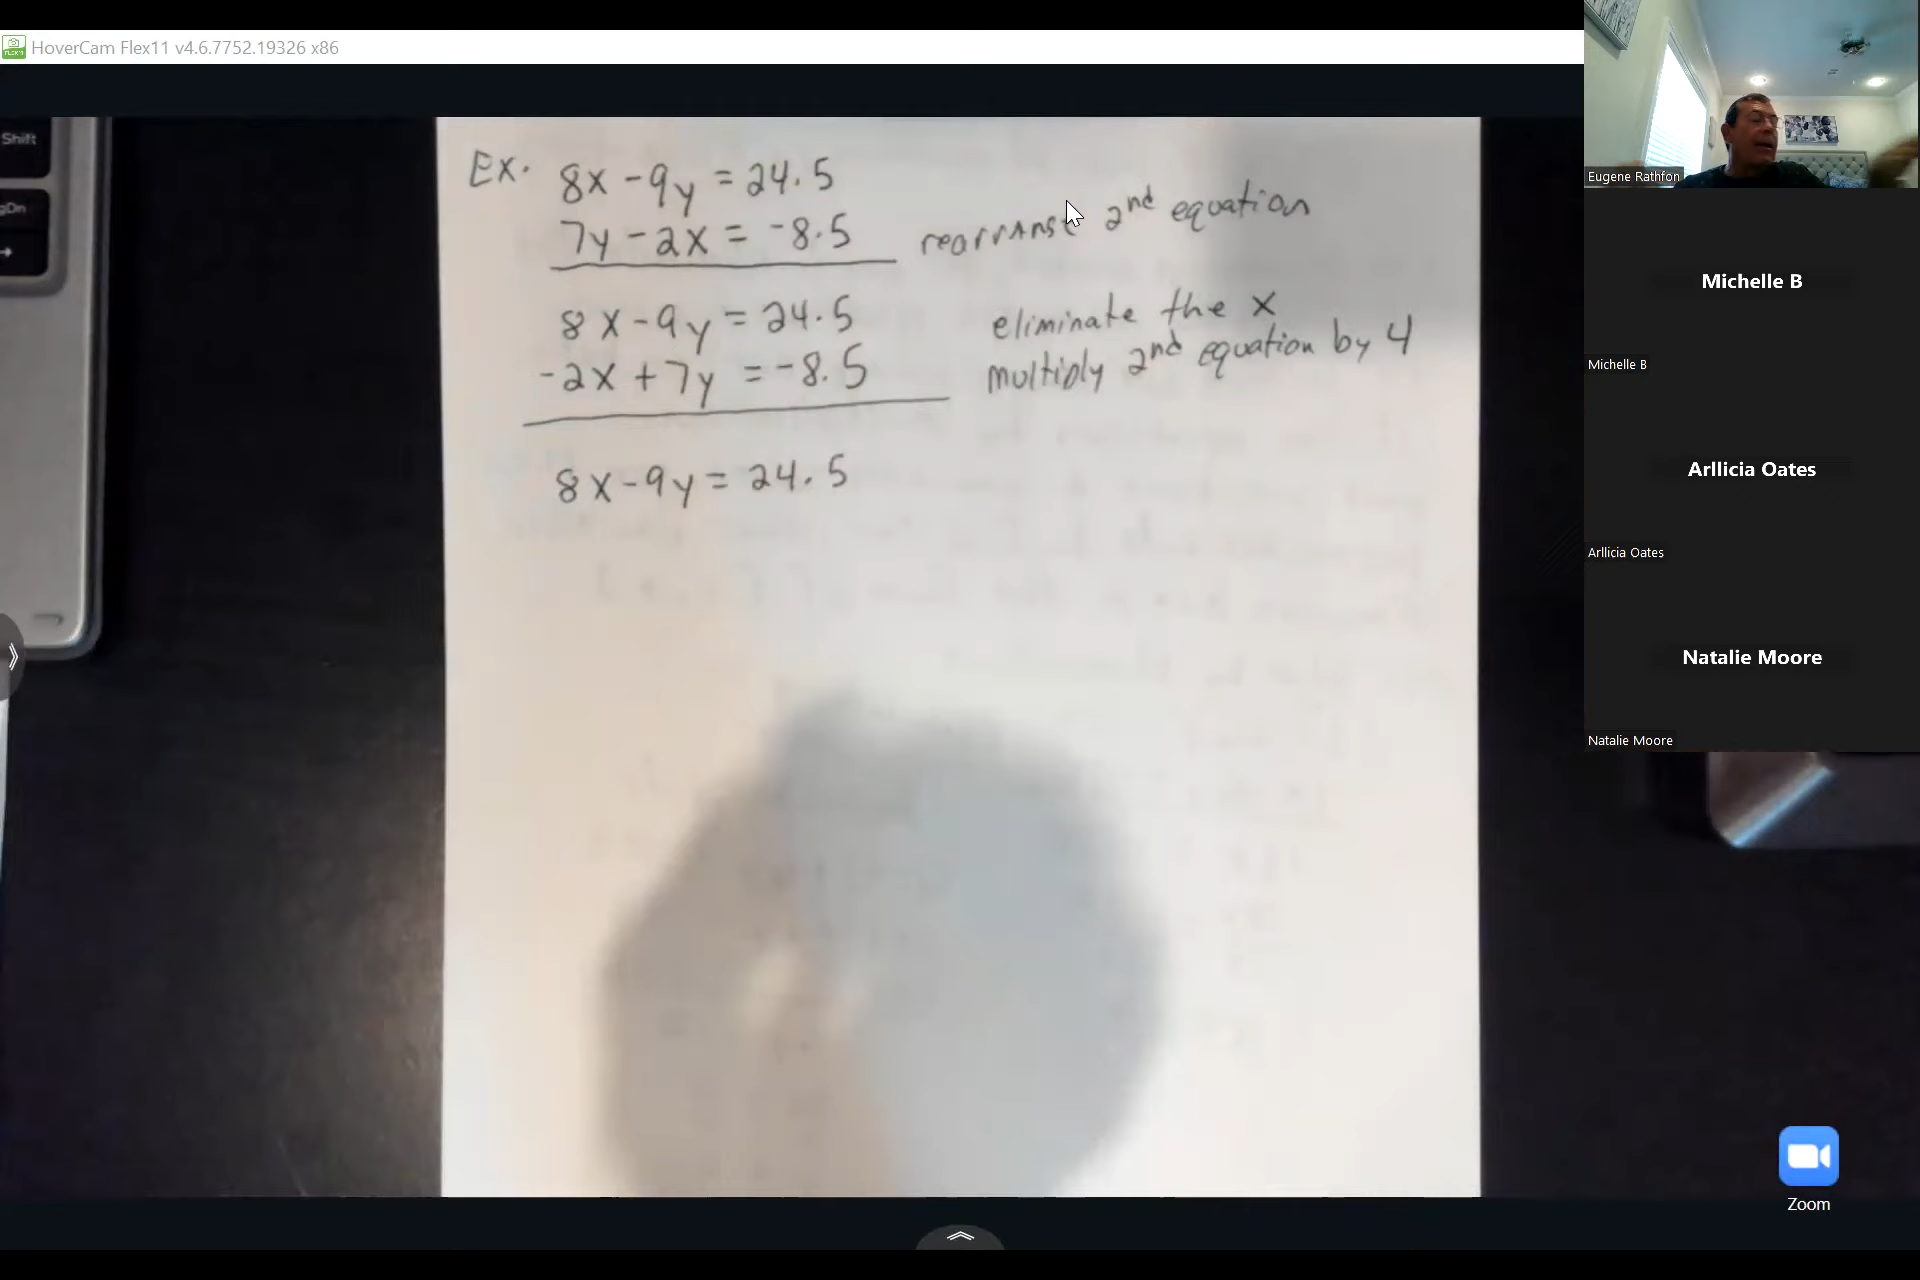 HoverCam Flex11 v4.6.7752.19326 x86
Shift
gDn
Ex. 8x - 9y = 24.5
7y - 2x = -8.5 rearrange 2nd equation
8x - 9y = 24.5 eliminate the x
-2x + 7y = -8.5 multiply 2nd equation by 4
8x - 9y = 24.5
Eugene Rathfon
Michelle B
Michelle B
Arllicia Oates
Arllicia Oates
Natalie Moore
Natalie Moore
Zoom